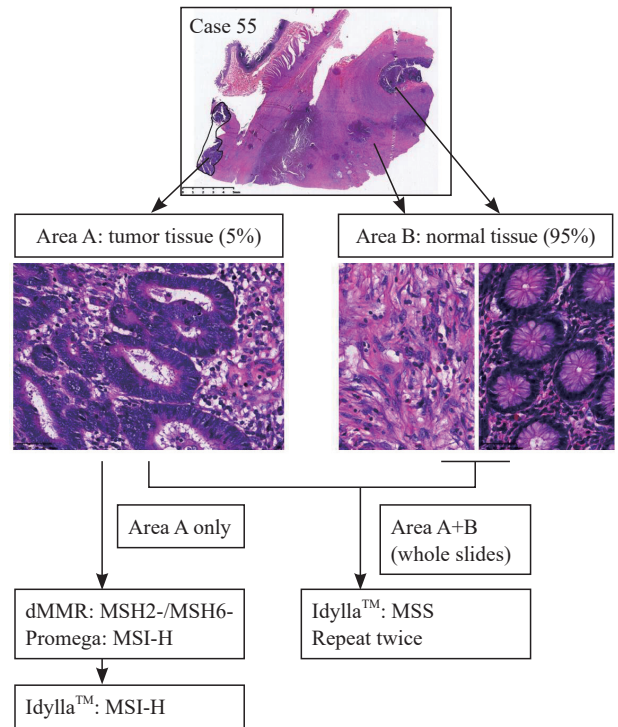 Case 55
Area A: tumor tissue (5%)
Area B: normal tissue (95%)
Area A only
Area A+B
(whole slides)
dMMR: MSH2-/MSH6-
Promega: MSI-H
Idylla™: MSS
Repeat twice
Idylla™: MSI-H